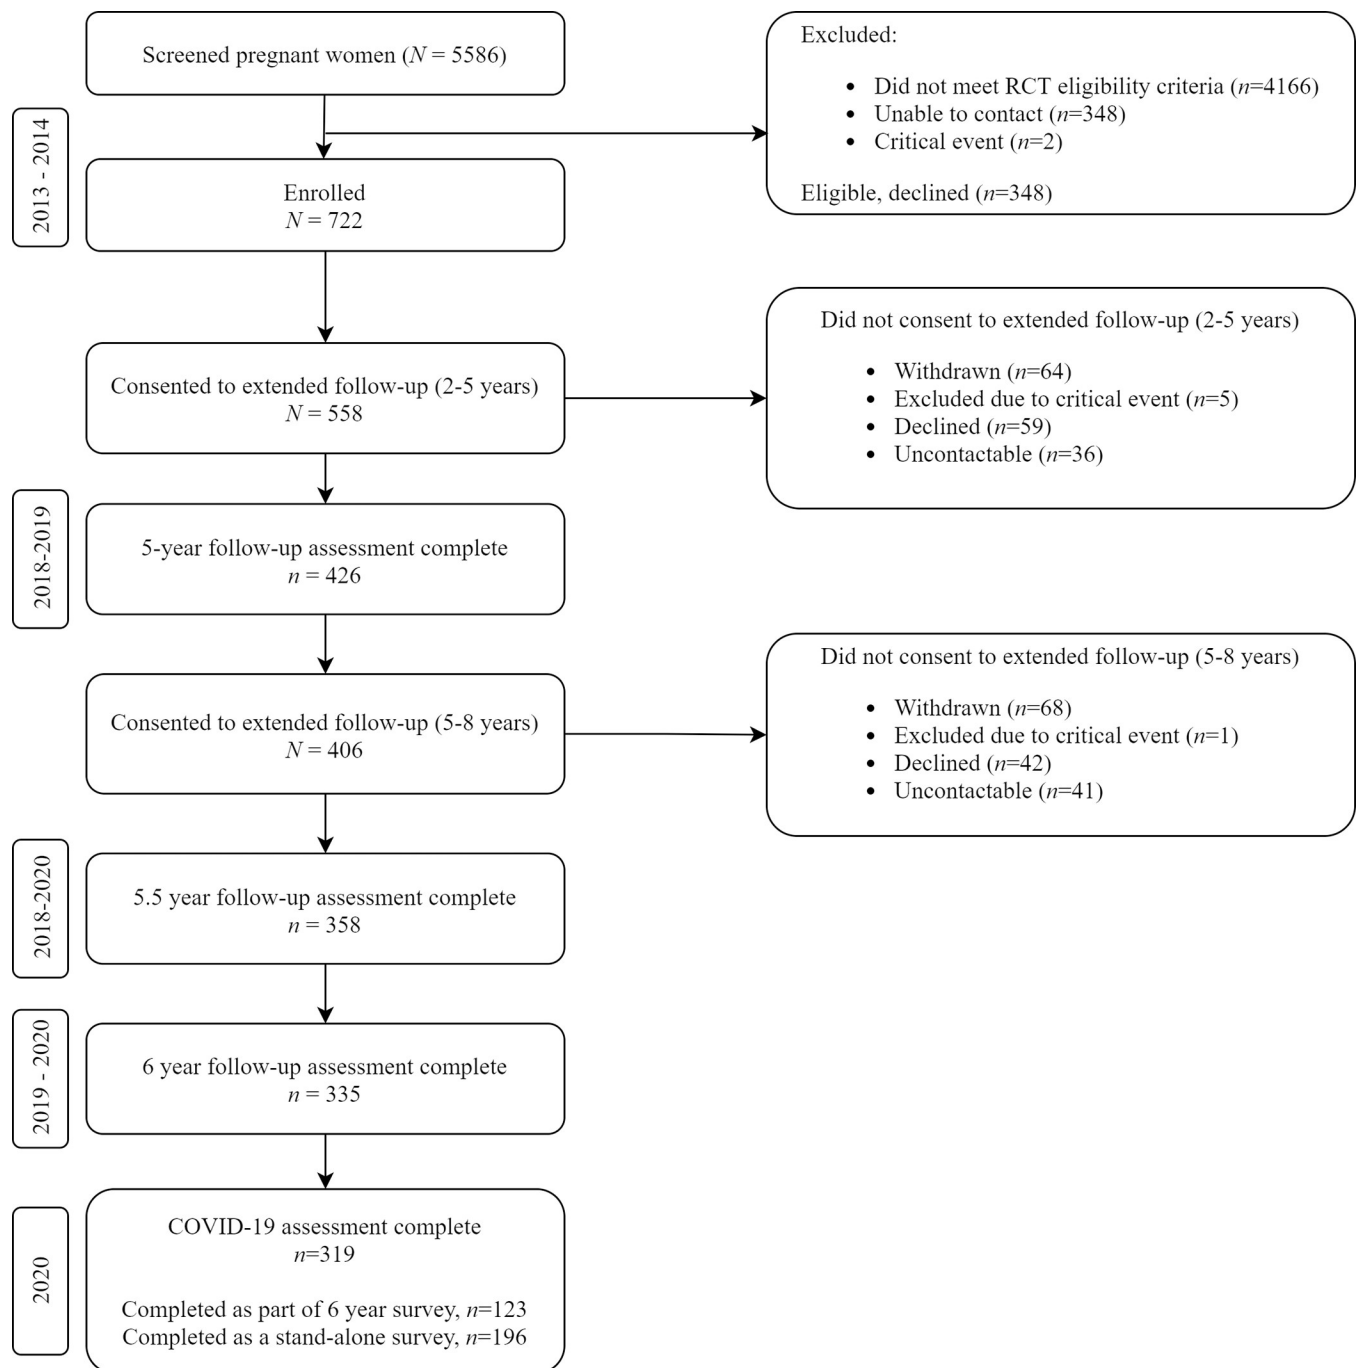 Screened pregnant women (N = 5586)
Excluded:
• Did not meet RCT eligibility criteria (n=4166)
• Unable to contact (n=348)
• Critical event (n=2)
Eligible, declined (n=348)
2013 - 2014
Enrolled
N = 722
Consented to extended follow-up (2-5 years)
N = 558
Did not consent to extended follow-up (2-5 years)
• Withdrawn (n=64)
• Excluded due to critical event (n=5)
• Declined (n=59)
• Uncontactable (n=36)
2018-2019
5-year follow-up assessment complete
n = 426
Consented to extended follow-up (5-8 years)
N = 406
Did not consent to extended follow-up (5-8 years)
• Withdrawn (n=68)
• Excluded due to critical event (n=1)
• Declined (n=42)
• Uncontactable (n=41)
2018-2020
5.5 year follow-up assessment complete
n = 358
2019 - 2020
6 year follow-up assessment complete
n = 335
2020
COVID-19 assessment complete
n=319
Completed as part of 6 year survey, n=123
Completed as a stand-alone survey, n=196